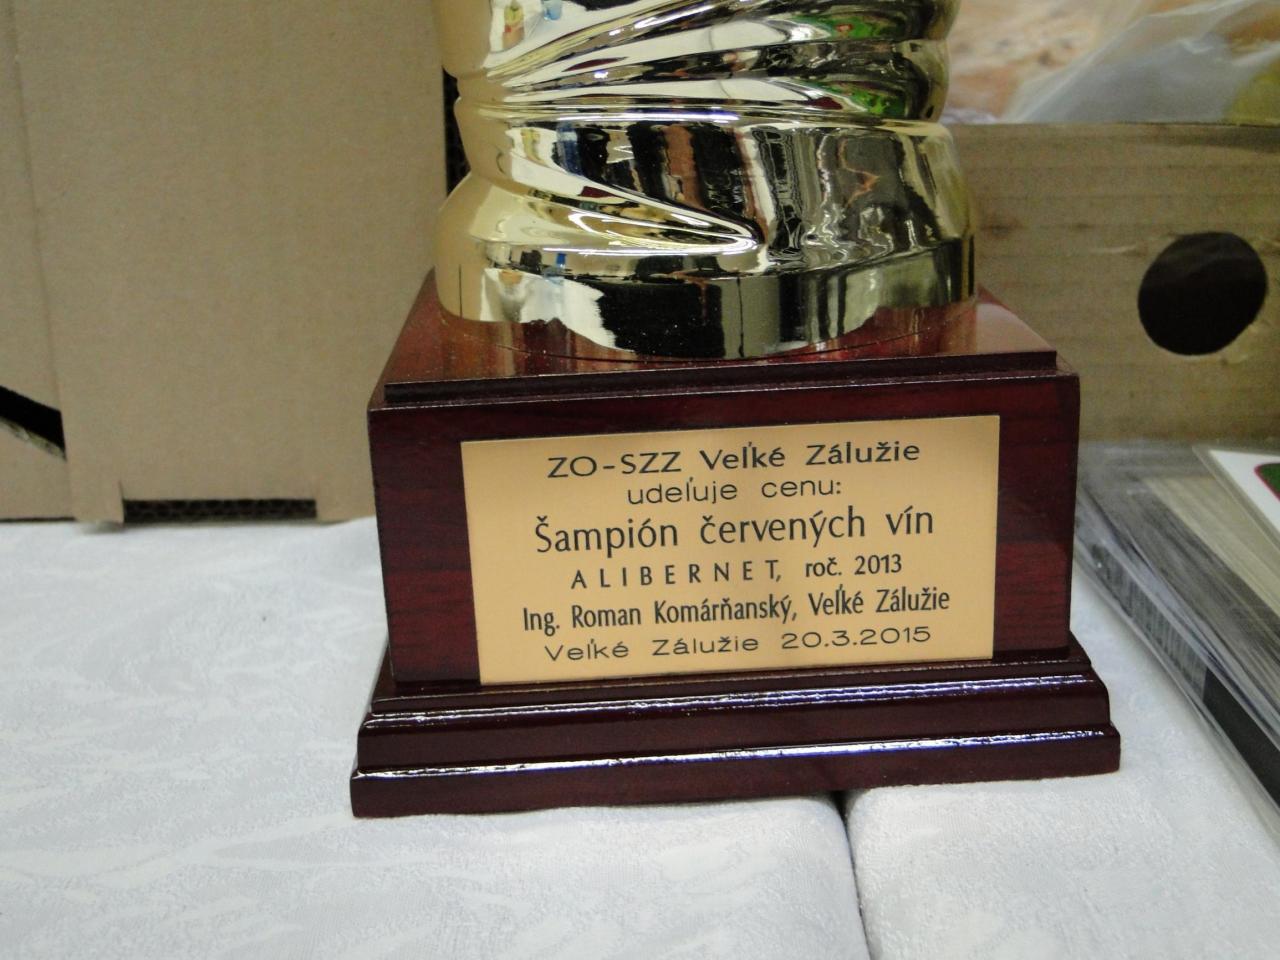 ZO-SZZ Veľké Zálužie
udeľuje cenu:
Šampión červených vín
ALIBERNET, roč. 2013
Ing. Roman Komárňanský, Veľké Zálužie
Veľké Zálužie 20.3.2015